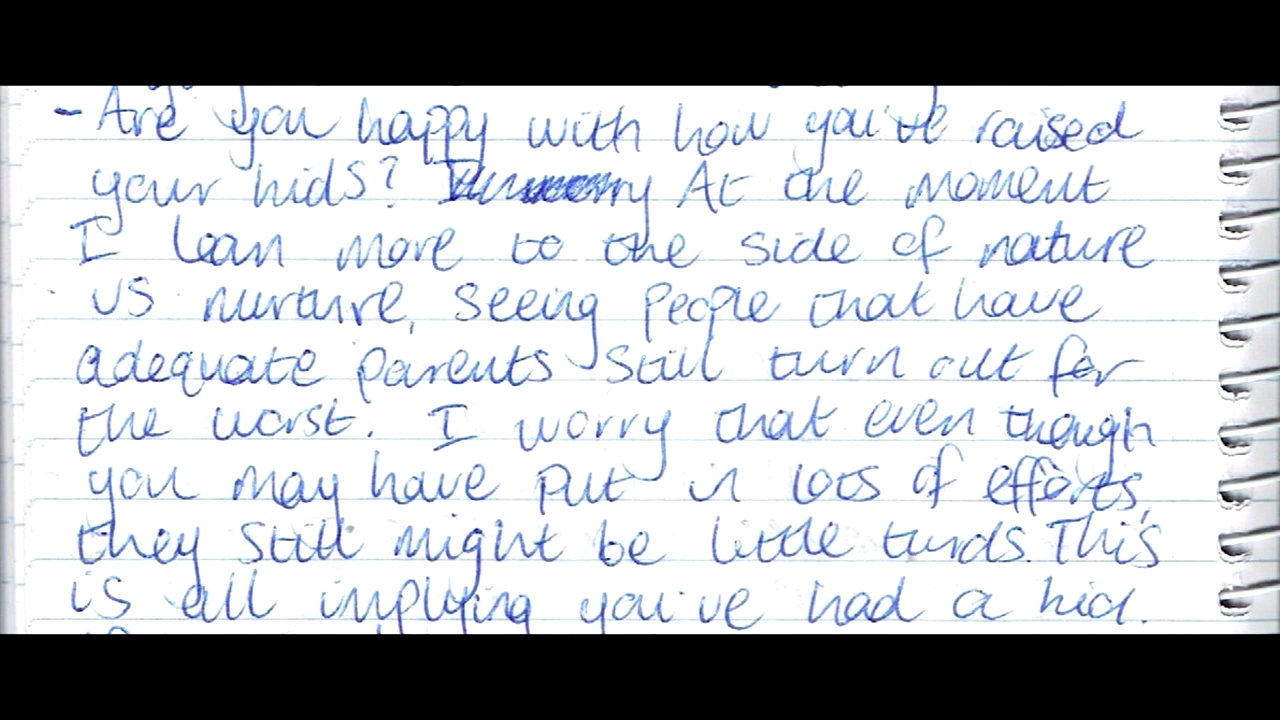 - Are you happy with how you've raised
your kids? At the moment
I lean more to the side of nature
vs nurture, seeing people that have
adequate parents still turn out for
the worst. I worry that even though
you may have put in lots of efforts,
they still might be little turds. This
is all implying you've had a kid.